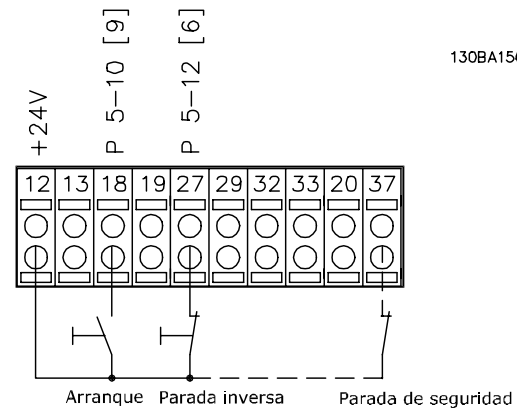 +24V
P 5-10 [9]
P 5-12 [6]
130BA156
12 13 18 19 27 29 32 33 20 37
Arranque Parada inversa Parada de seguridad